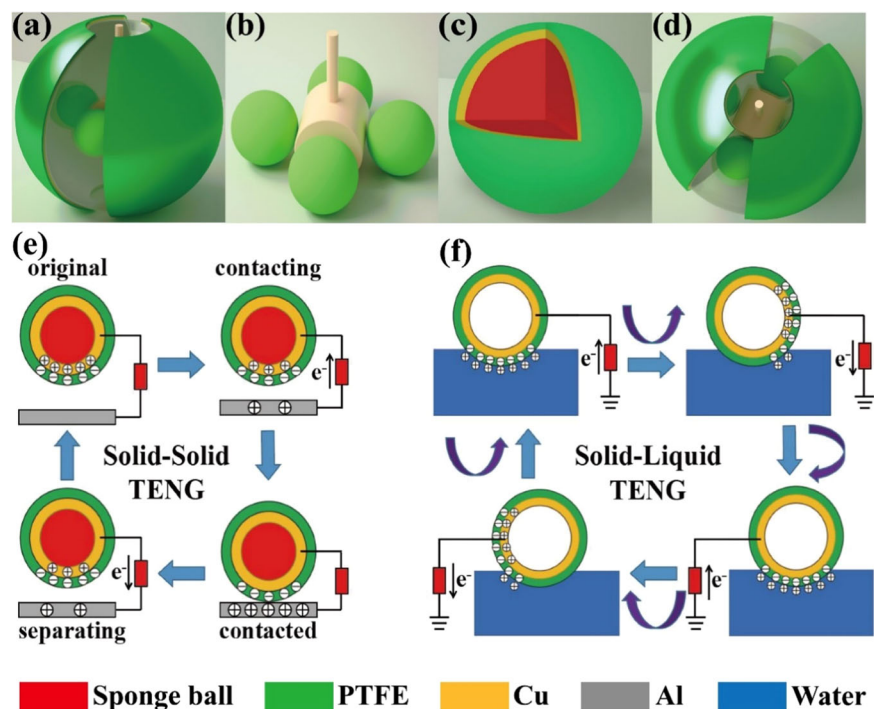 (a)
(b)
(c)
(d)
(e)
original
contacting
e-
Solid-Solid
TENG
e-
separating
contacted
(f)
e-
e-
Solid-Liquid
TENG
e-
e-
Sponge ball
PTFE
Cu
Al
Water